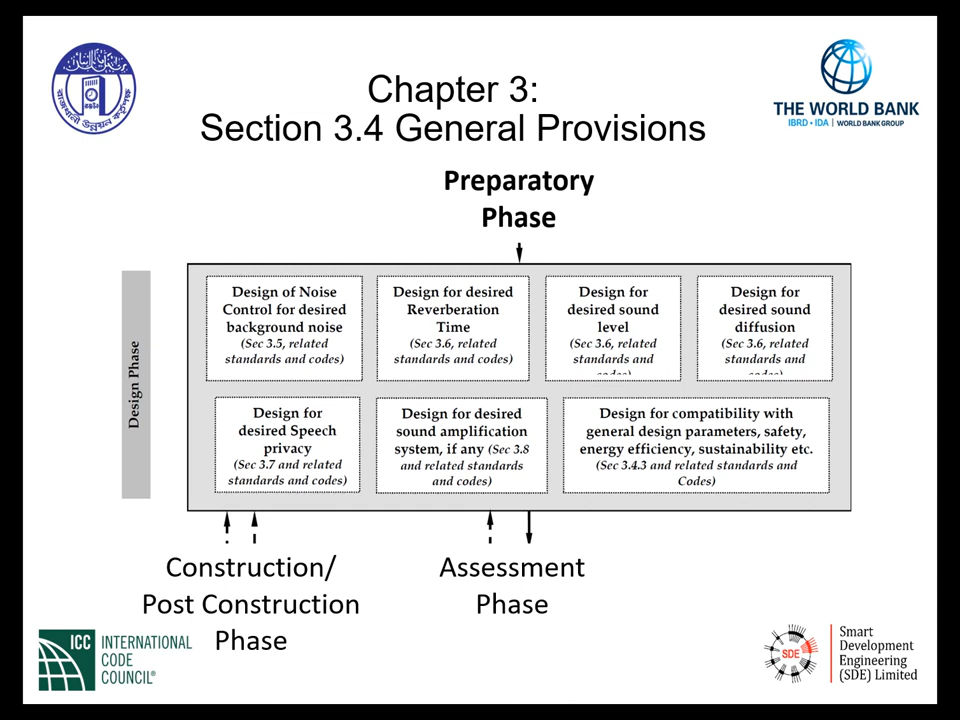 Chapter 3:
Section 3.4 General Provisions
THE WORLD BANK
IBRD • IDA | WORLD BANK GROUP
Preparatory
Phase
Design Phase
Design of Noise
Control for desired
background noise
(Sec 3.5, related
standards and codes)
Design for desired
Reverberation
Time
(Sec 3.6, related
standards and codes)
Design for
desired sound
level
(Sec 3.6, related
standards and
codes)
Design for
desired sound
diffusion
(Sec 3.6, related
standards and
codes)
Design for
desired Speech
privacy
(Sec 3.7 and related
standards and codes)
Design for desired
sound amplification
system, if any (Sec 3.8
and related standards
and codes)
Design for compatibility with
general design parameters, safety,
energy efficiency, sustainability etc.
(Sec 3.4.3 and related standards and
Codes)
Construction/
Post Construction
Phase
Assessment
Phase
ICC
INTERNATIONAL
CODE
COUNCIL®
SDE
Smart
Development
Engineering
(SDE) Limited